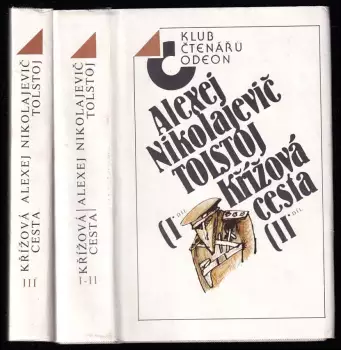 KŘÍŽOVÁ ALEXEJ NIKOLAJEVIČ
CESTA TOLSTOJ
III
KŘÍŽOVÁ ALEXEJ NIKOLAJEVIČ
CESTA TOLSTOJ
I-II
KLUB
ČTENÁŘŮ
ODEON
Alexej
Nikolajevič
TOLSTOJ
Křížová
cesta
(I. díl
(II. díl